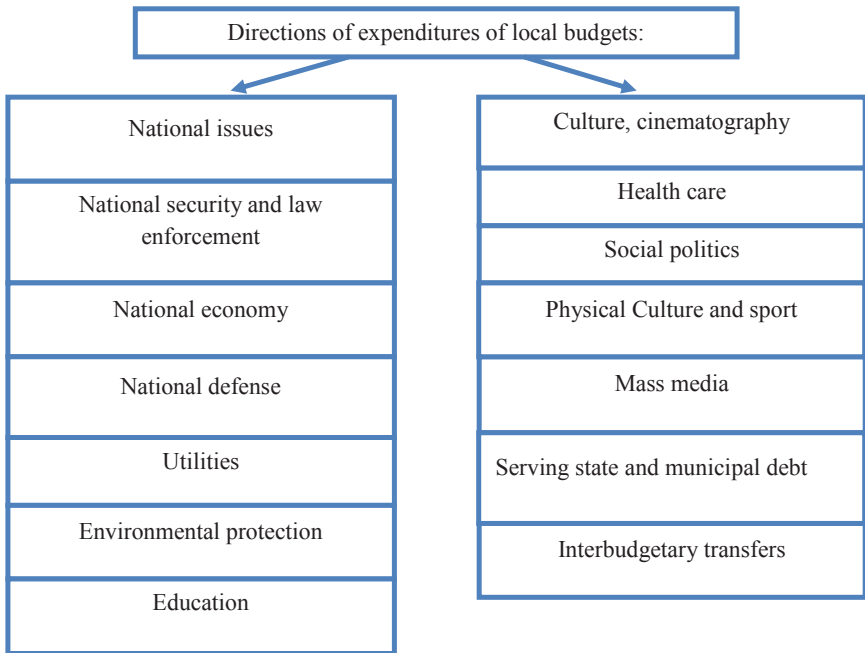 Directions of expenditures of local budgets:
National issues
National security and law
enforcement
National economy
National defense
Utilities
Environmental protection
Education
Culture, cinematography
Health care
Social politics
Physical Culture and sport
Mass media
Serving state and municipal debt
Interbudgetary transfers